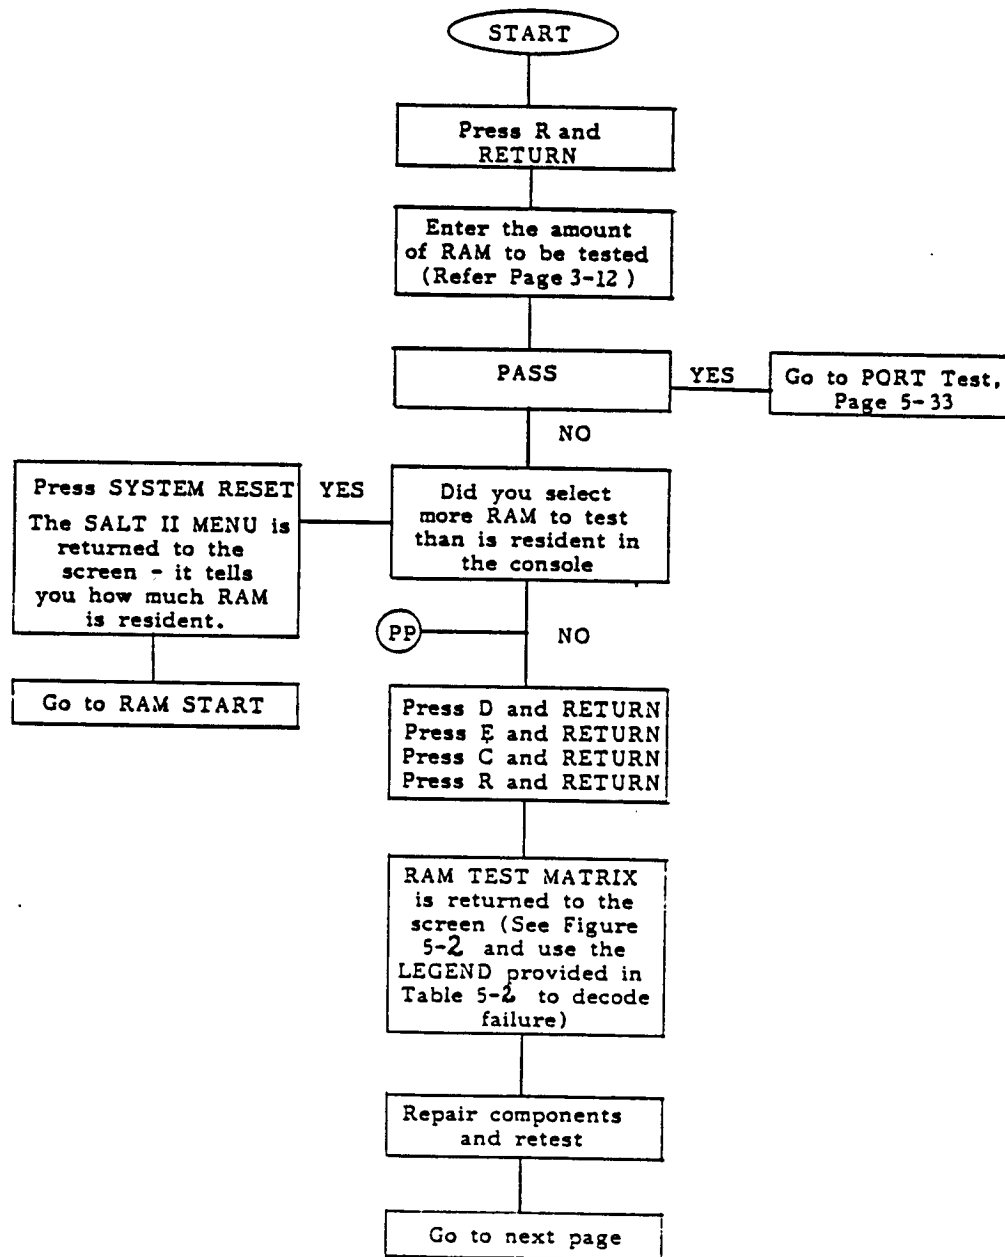 START
Press R and
RETURN
Enter the amount
of RAM to be tested
(Refer Page 3-12 )
PASS
YES
Go to PORT Test,
Page 5-33
NO
Press SYSTEM RESET
The SALT II MENU is
returned to the
screen - it tells
you how much RAM
is resident.
YES
Did you select
more RAM to test
than is resident in
the console
PP
NO
Go to RAM START
Press D and RETURN
Press E and RETURN
Press C and RETURN
Press R and RETURN
RAM TEST MATRIX
is returned to the
screen (See Figure
5-2 and use the
LEGEND provided in
Table 5-2 to decode
failure)
Repair components
and retest
Go to next page